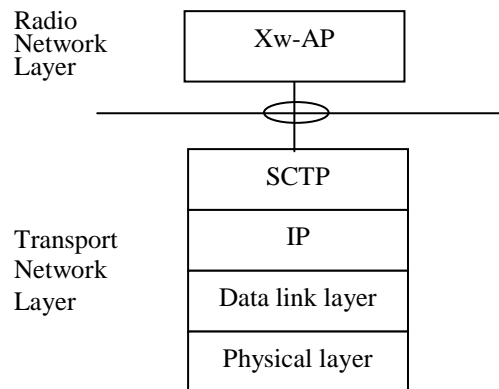 Radio
Network
Layer
Xw-AP
SCTP
IP
Data link layer
Physical layer
Transport
Network
Layer